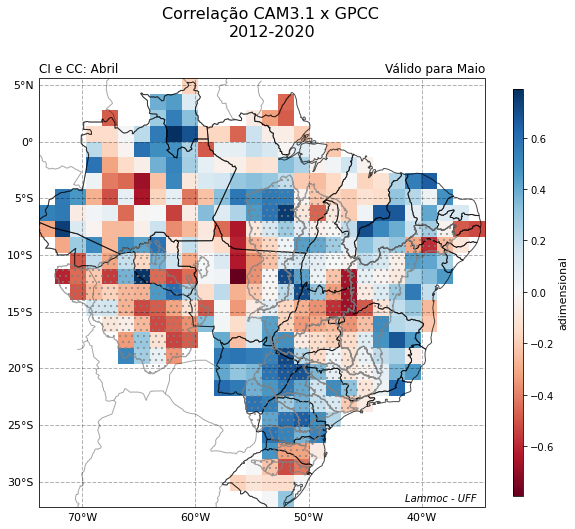 Correlação CAM3.1 x GPCC
2012-2020
CI e CC: Abril
Válido para Maio
5°N
0°
5°S
10°S
15°S
20°S
25°S
30°S
70°W
60°W
50°W
40°W
Lammoc - UFF
0.6
0.4
0.2
0.0
−0.2
−0.4
−0.6
adimensional